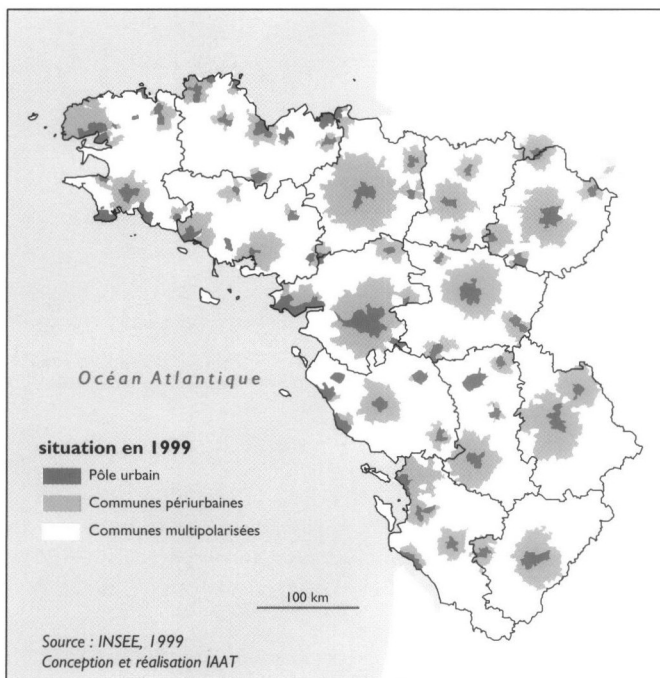 Océan Atlantique
situation en 1999
Pôle urbain
Communes périurbaines
Communes multipolarisées
100 km
Source : INSEE, 1999
Conception et réalisation IAAT